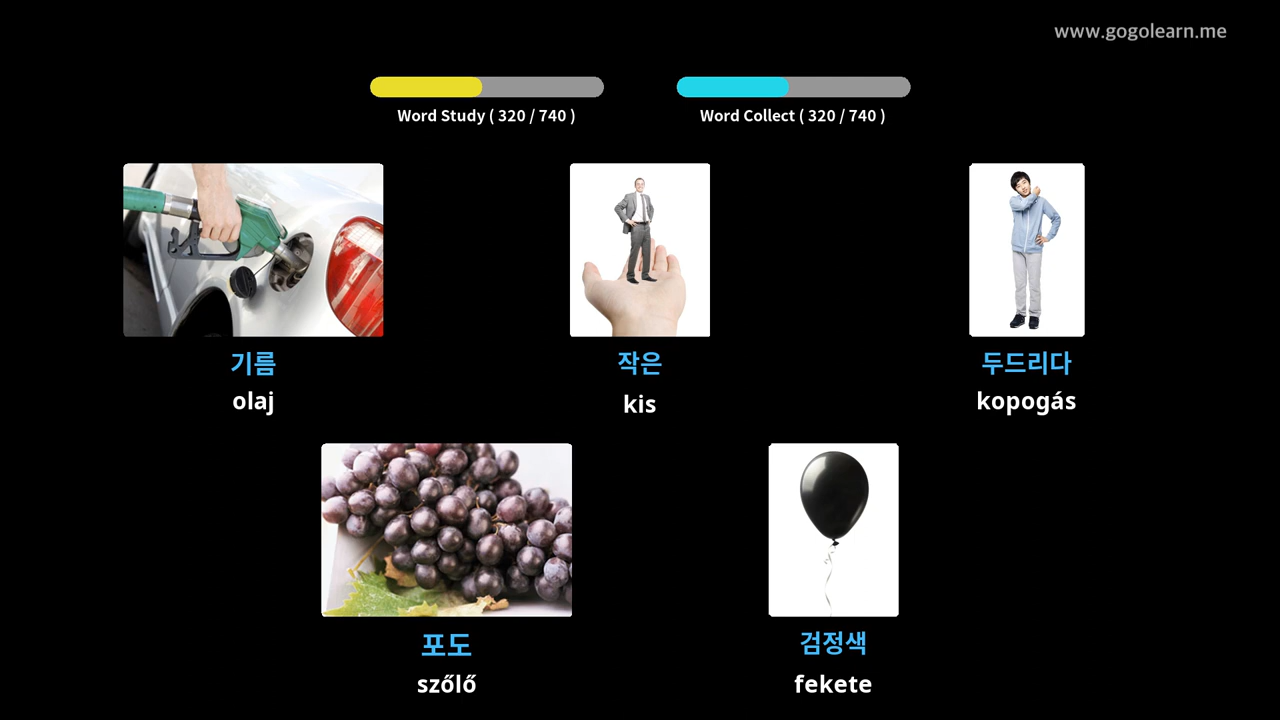 www.gogolearn.me
Word Study ( 320 / 740 )
Word Collect ( 320 / 740 )
기름
olaj
작은
kis
두드리다
kopogás
포도
szőlő
검정색
fekete